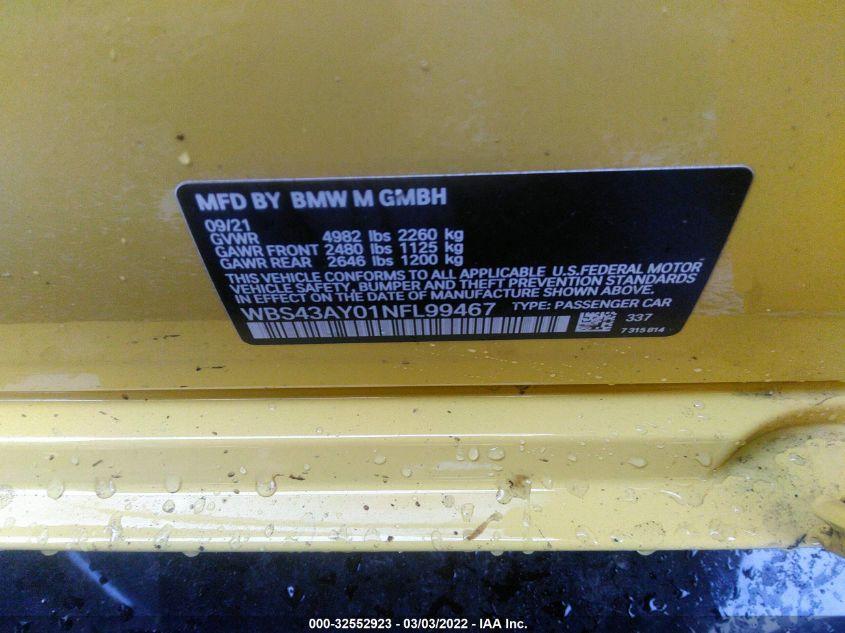 MFD BY BMW M GMBH
09/21
GVWR 4982 lbs 2260 kg
GAWR FRONT 2480 lbs 1125 kg
GAWR REAR 2646 lbs 1200 kg
THIS VEHICLE CONFORMS TO ALL APPLICABLE U.S.FEDERAL MOTOR
VEHICLE SAFETY, BUMPER AND THEFT PREVENTION STANDARDS
IN EFFECT ON THE DATE OF MANUFACTURE SHOWN ABOVE.
WBS43AY01NFL99467 TYPE: PASSENGER CAR
337
7 315 814
000-32552923 - 03/03/2022 - IAA Inc.